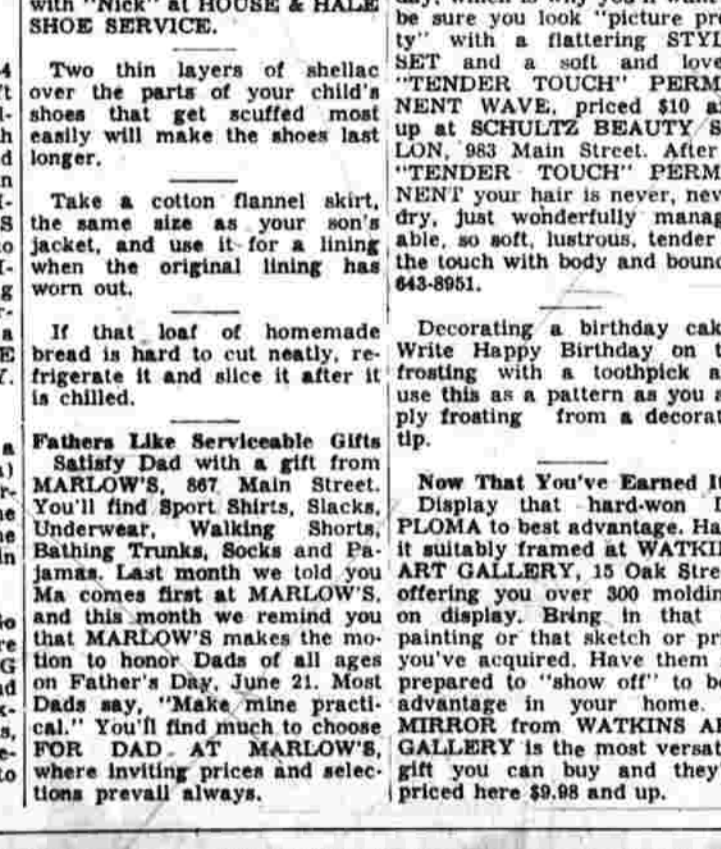 with "Nick" at HOUSE & HALE
SHOE SERVICE.
Two thin layers of shellac
over the parts of your child's
shoes that get scuffed most
easily will make the shoes last
longer.
Take a cotton flannel skirt,
the same size as your son's
jacket, and use it for a lining
when the original lining has
worn out.
If that loaf of homemade
bread is hard to cut neatly, re-
frigerate it and slice it after it
is chilled.
Fathers Like Serviceable Gifts
Satisfy Dad with a gift from
MARLOW'S, 867 Main Street.
You'll find Sport Shirts, Slacks,
Underwear, Walking Shorts,
Bathing Trunks, Socks and Pa-
jamas. Last month we told you
Ma comes first at MARLOW'S,
and this month we remind you
that MARLOW'S makes the mo-
tion to honor Dads of all ages
on Father's Day, June 21. Most
Dads say, "Make mine practi-
cal." You'll find much to choose
FOR DAD AT MARLOW'S,
where inviting prices and selec-
tions prevail always.
be sure you look "picture pr
ty" with a flattering STYL
SET and a soft and love
"TENDER TOUCH" PERM
NENT WAVE, priced $10 a
up at SCHULTZ BEAUTY S
LON, 983 Main Street. After
"TENDER TOUCH" PERM
NENT your hair is never, nev
dry, just wonderfully manag
able, so soft, lustrous, tender
the touch with body and bounc
643-8951.
Decorating a birthday cak
Write Happy Birthday on t
frosting with a toothpick a
use this as a pattern as you a
ply frosting from a decorat
tip.
Now That You've Earned It
Display that hard-won
PLOMA to best advantage. Ha
it suitably framed at WATKIN
ART GALLERY, 15 Oak Stre
offering you over 300 moldin
on display. Bring in that
painting or that sketch or pr
you've acquired. Have them
prepared to "show off" to be
advantage in your home.
MIRROR from WATKINS A
GALLERY is the most versat
gift you can buy and they'
priced here $9.98 and up.